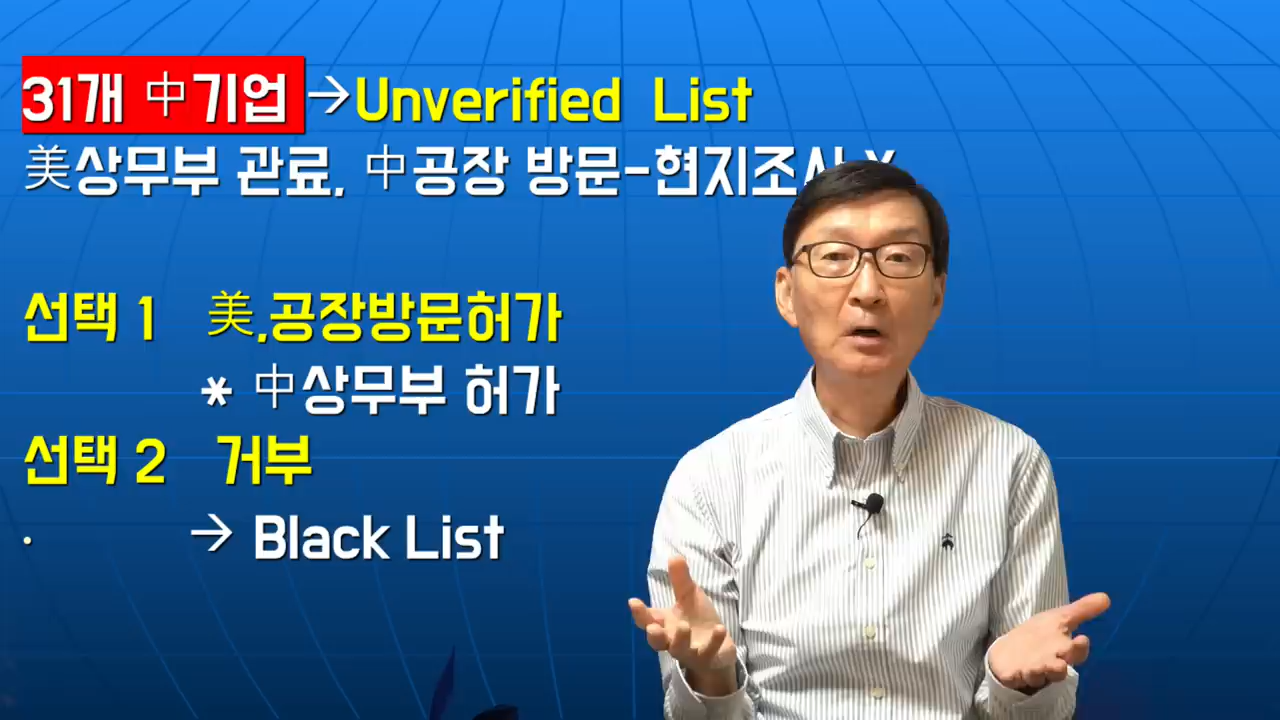 31개 中기업 →Unverified List
美상무부 관료, 中공장 방문-현지조사 X
선택 1 美,공장방문허가
* 中상무부 허가
선택 2 거부
. → Black List